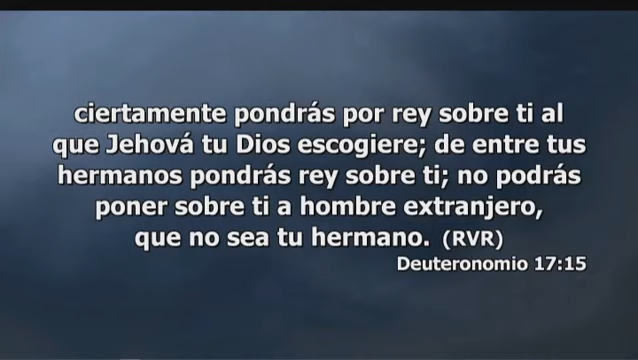 ciertamente pondrás por rey sobre ti al
que Jehová tu Dios escogiere; de entre tus
hermanos pondrás rey sobre ti; no podrás
poner sobre ti a hombre extranjero,
que no sea tu hermano. (RVR)
Deuteronomio 17:15